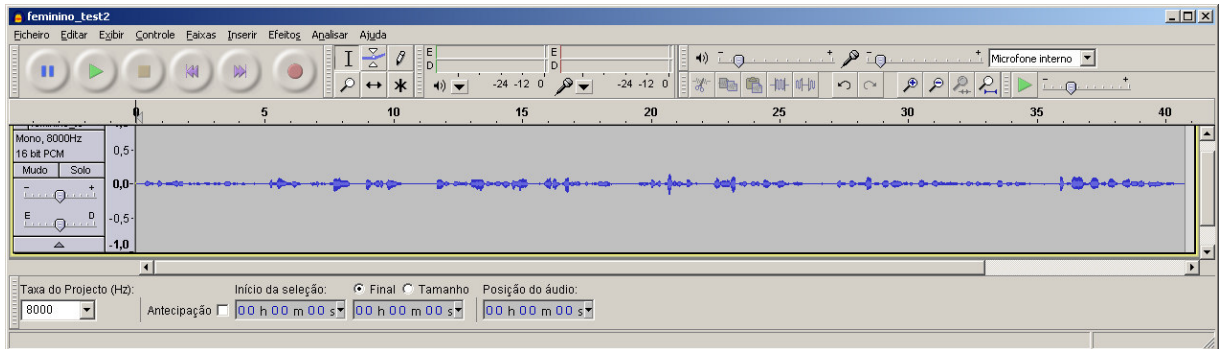 feminino_test2
Ficheiro Editar Exibir Controle Faixas Inserir Efeitos Analisar Ajuda
E E
D D
-24 -12 0 -24 -12 0
Microfone interno
0 5 10 15 20 25 30 35 40
Mono, 8000Hz
16 bit PCM
Mudo Solo
- +
E D
0,5
0,0
-0,5
-1,0
Taxa do Projecto (Hz): Início da seleção: Final Tamanho Posição do áudio:
8000 Antecipação 00 h 00 m 00 s 00 h 00 m 00 s 00 h 00 m 00 s